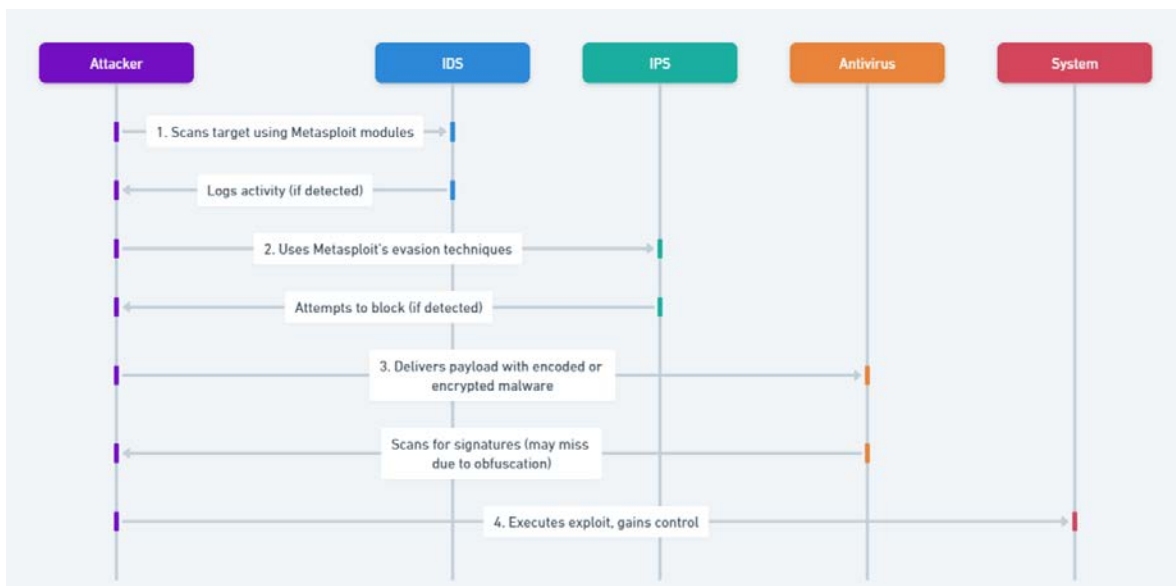 Attacker
IDS
IPS
Antivirus
System
1. Scans target using Metasploit modules
Logs activity (if detected)
2. Uses Metasploit's evasion techniques
Attempts to block (if detected)
3. Delivers payload with encoded or
encrypted malware
Scans for signatures (may miss
due to obfuscation)
4. Executes exploit, gains control